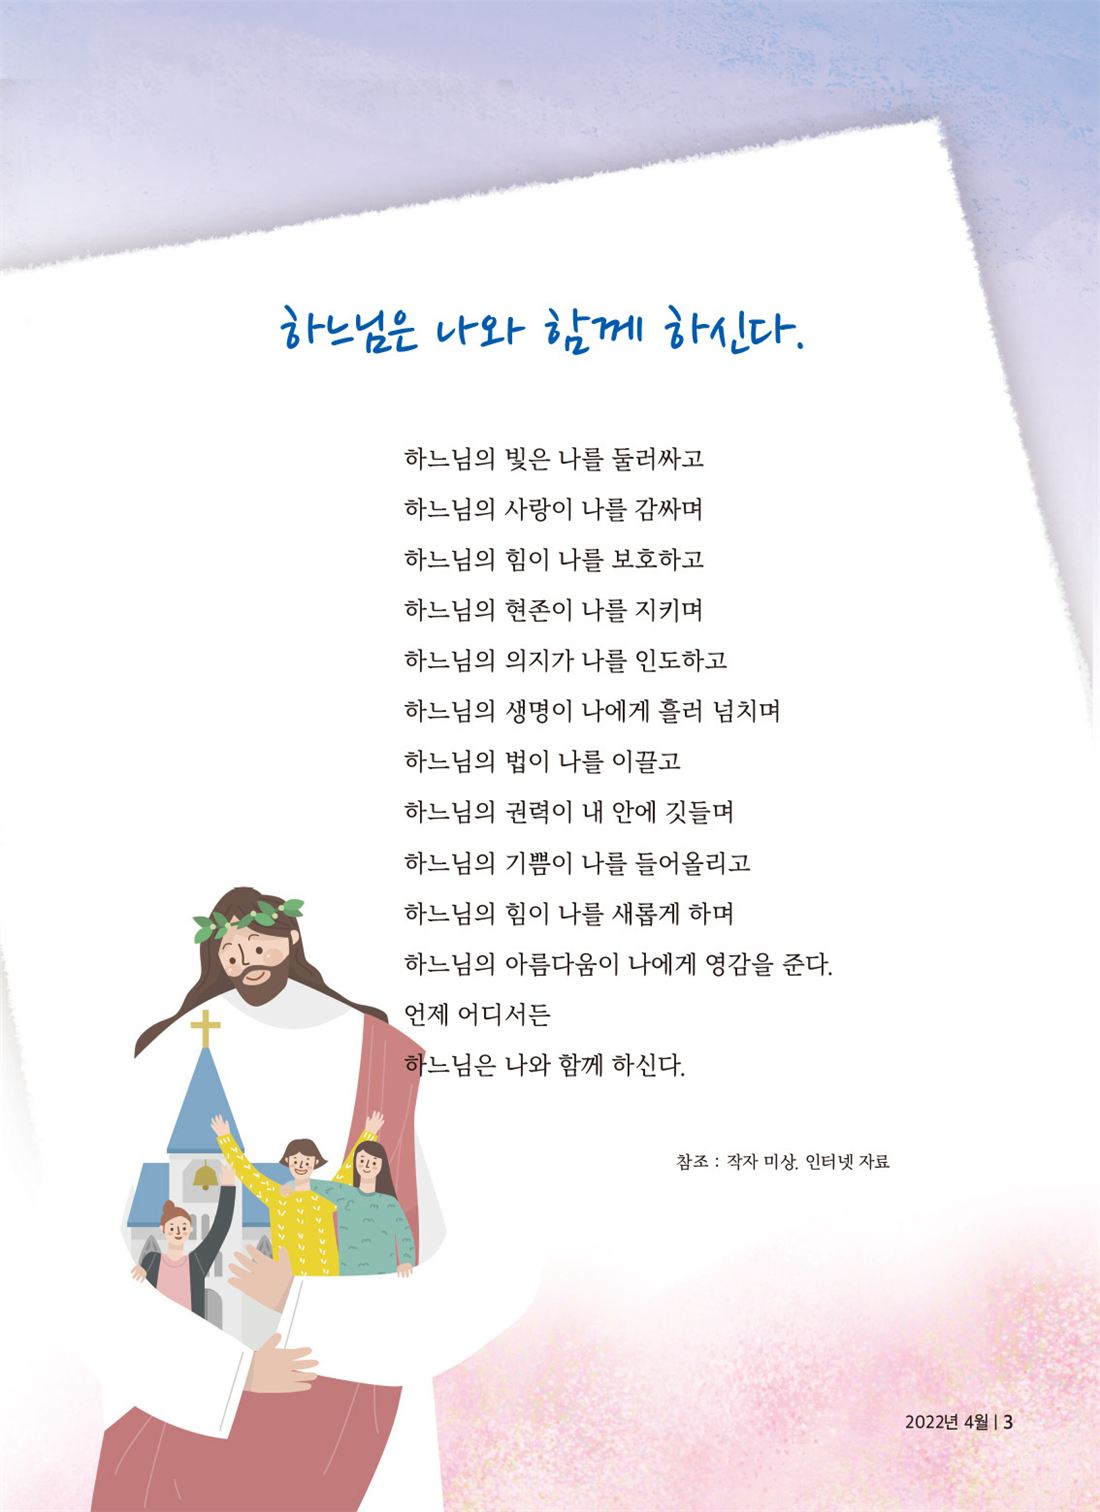 하느님은 나와 함께 하신다.
하느님의 빛은 나를 둘러싸고
하느님의 사랑이 나를 감싸며
하느님의 힘이 나를 보호하고
하느님의 현존이 나를 지키며
하느님의 의지가 나를 인도하고
하느님의 생명이 나에게 흘러 넘치며
하느님의 법이 나를 이끌고
하느님의 권력이 내 안에 깃들며
하느님의 기쁨이 나를 들어올리고
하느님의 힘이 나를 새롭게 하며
하느님의 아름다움이 나에게 영감을 준다.
언제 어디서든
하느님은 나와 함께 하신다.
참조 : 작자 미상. 인터넷 자료
2022년 4월 | 3